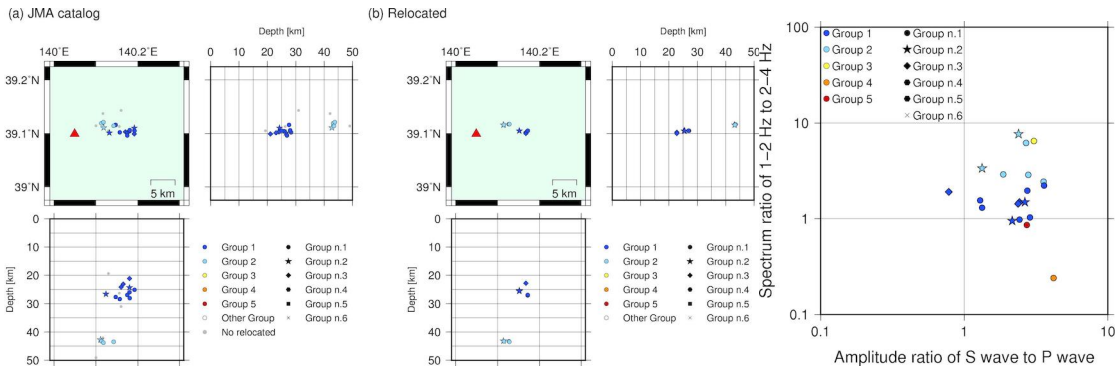 (a) JMA catalog
140˚E 140.2˚E
39.2˚N
39.1˚N
39˚N
5 km
Depth [km]
0 10 20 30 40 50
0
10
20
30
40
50
Depth [km]
Group 1
Group 2
Group 3
Group 4
Group 5
Other Group
No relocated
Group n.1
Group n.2
Group n.3
Group n.4
Group n.5
Group n.6
(b) Relocated
140˚E 140.2˚E
39.2˚N
39.1˚N
39˚N
5 km
Depth [km]
0 10 20 30 40 50
0
10
20
30
40
50
Depth [km]
Group 1
Group 2
Group 3
Group 4
Group 5
Other Group
Group n.1
Group n.2
Group n.3
Group n.4
Group n.5
Group n.6
Spectrum ratio of 1−2 Hz to 2−4 Hz
100
10
1
0.1
Group 1
Group 2
Group 3
Group 4
Group 5
Group n.1
Group n.2
Group n.3
Group n.4
Group n.5
Group n.6
0.1 1 10
Amplitude ratio of S wave to P wave